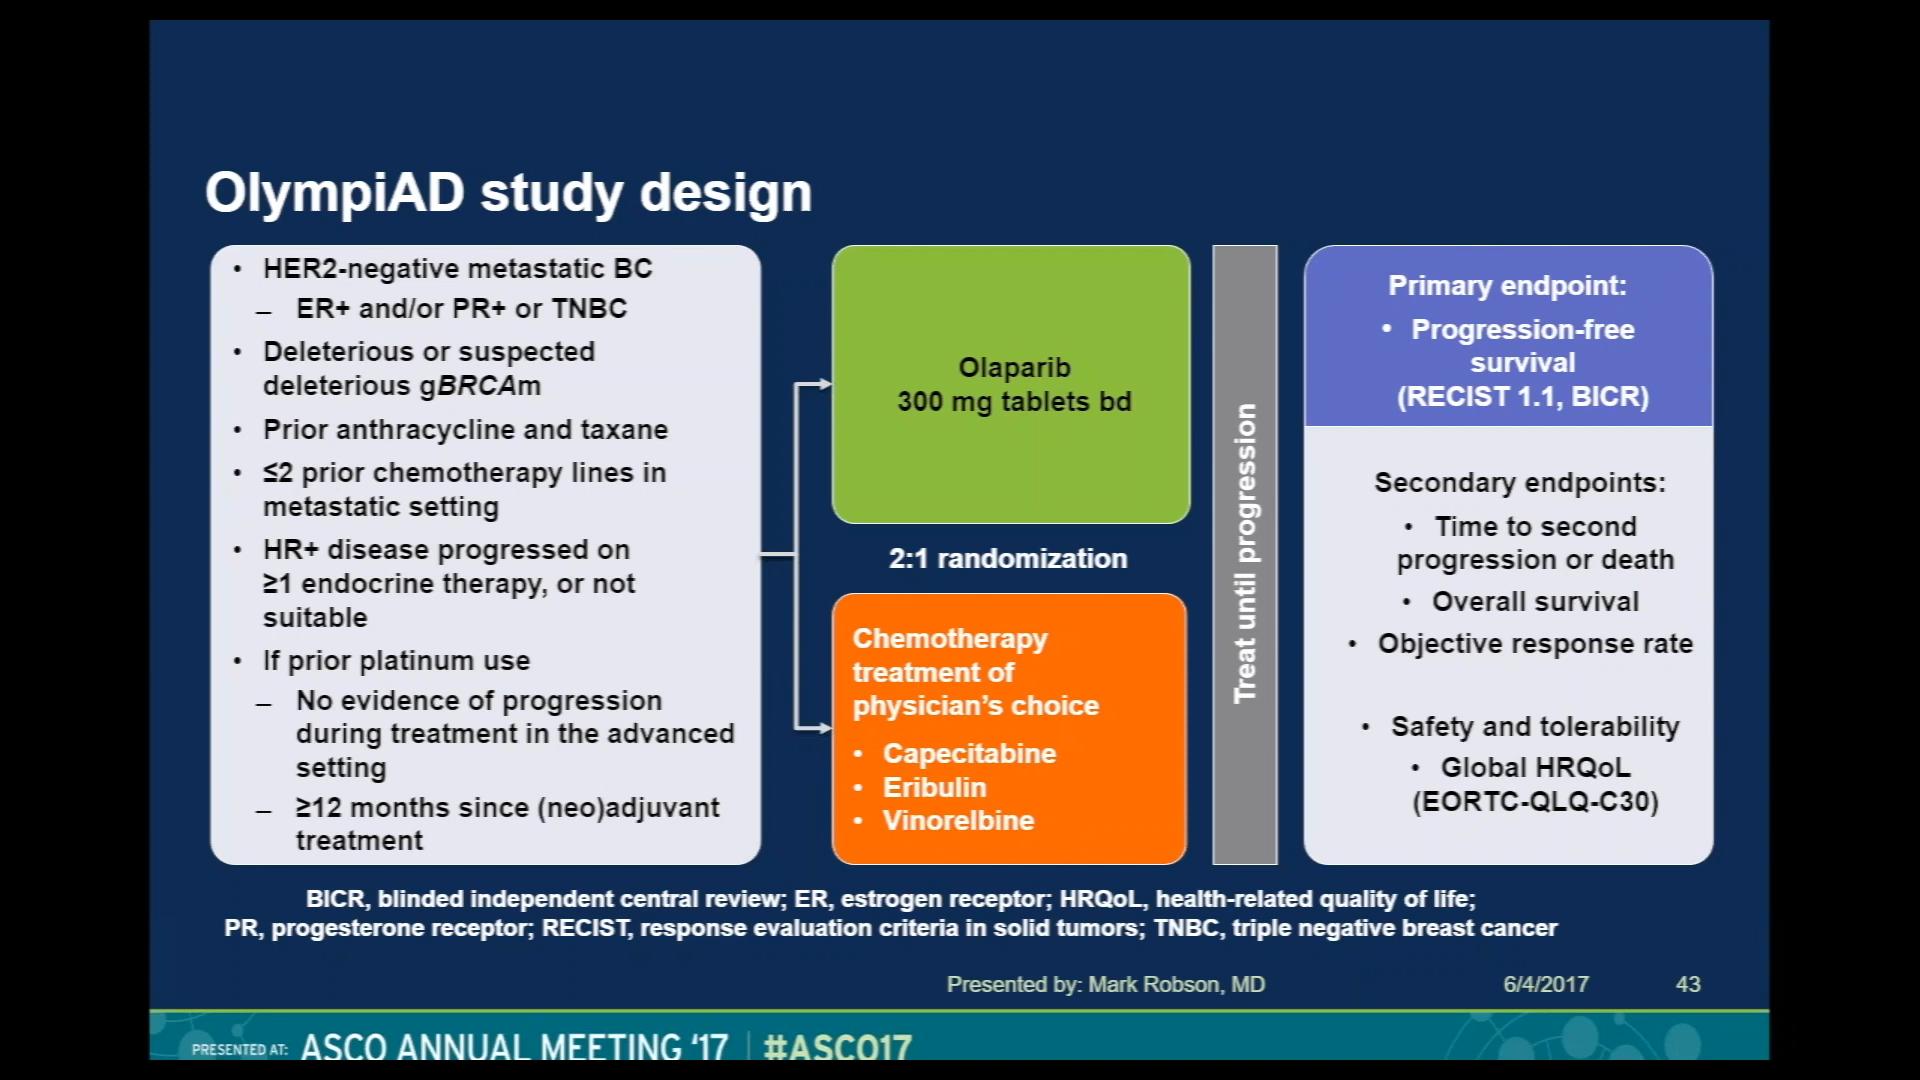 OlympiAD study design
• HER2-negative metastatic BC
– ER+ and/or PR+ or TNBC
• Deleterious or suspected
deleterious gBRCAm
• Prior anthracycline and taxane
• ≤2 prior chemotherapy lines in
metastatic setting
• HR+ disease progressed on
≥1 endocrine therapy, or not
suitable
• If prior platinum use
– No evidence of progression
during treatment in the advanced
setting
– ≥12 months since (neo)adjuvant
treatment
Olaparib
300 mg tablets bd
2:1 randomization
Chemotherapy
treatment of
physician’s choice
• Capecitabine
• Eribulin
• Vinorelbine
Treat until progression
Primary endpoint:
• Progression-free
survival
(RECIST 1.1, BICR)
Secondary endpoints:
• Time to second
progression or death
• Overall survival
• Objective response rate
• Safety and tolerability
• Global HRQoL
(EORTC-QLQ-C30)
BICR, blinded independent central review; ER, estrogen receptor; HRQoL, health-related quality of life;
PR, progesterone receptor; RECIST, response evaluation criteria in solid tumors; TNBC, triple negative breast cancer
Presented by: Mark Robson, MD 6/4/2017 43
PRESENTED AT: ASCO ANNUAL MEETING ‘17 | #ASCO17